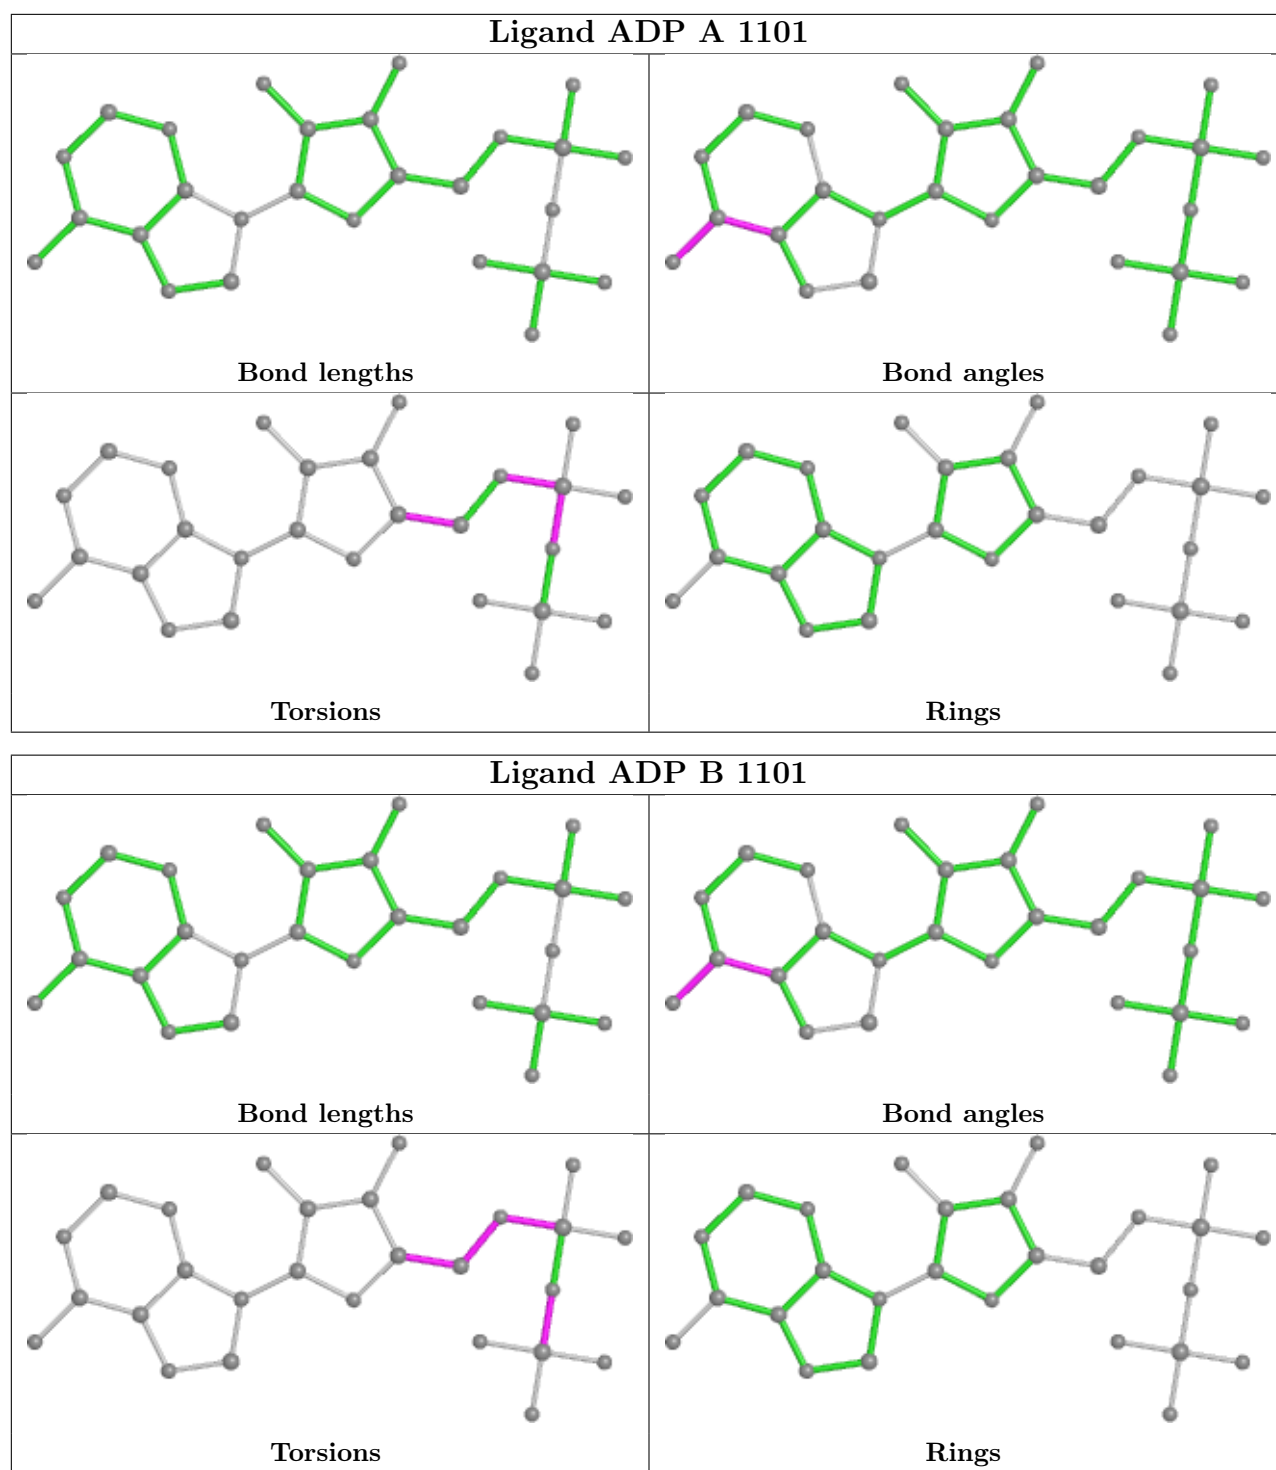 Ligand ADP A 1101
Bond lengths
Bond angles
Torsions
Rings
Ligand ADP B 1101
Bond lengths
Bond angles
Torsions
Rings